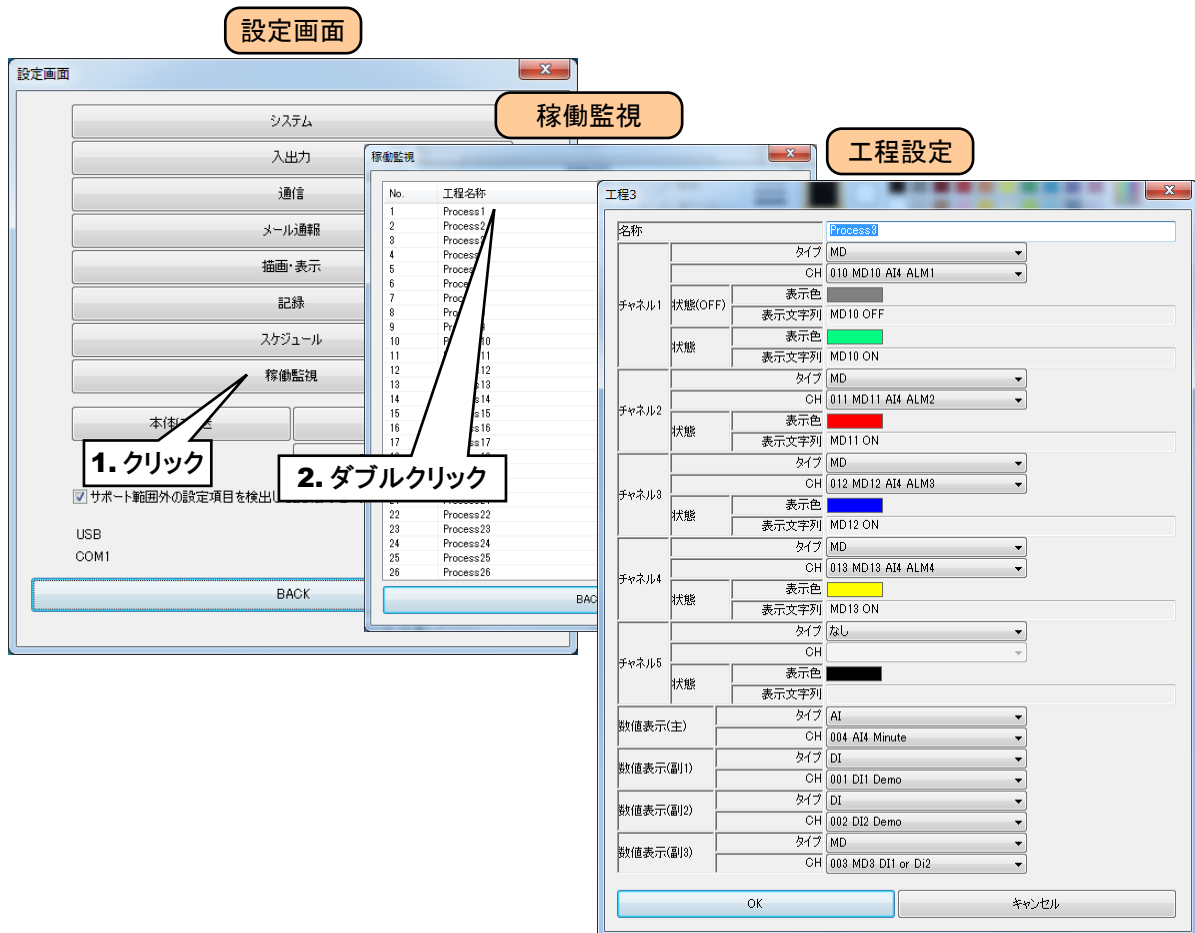 設定画面
設定画面
システム
入出力
通信
メール通報
描画・表示
記録
スケジュール
稼働監視
1. クリック
サポート範囲外の設定項目を検出し
USB
COM1
BACK
稼働監視
稼働監視
No. 工程名称
1 Process1
2 Process2
3 Process3
4 Process
5 Proces
6 Proce
7 Proc
8 Pro
9 Pr 9
10 P 10
11 11
12 12
13 13
14 s14
15 s15
16 ss16
17 ss17
2. ダブルクリック
22 Process22
23 Process23
24 Process24
25 Process25
26 Process26
BAC
工程設定
工程3
名称 Process3
チャネル1 タイプ MD
CH 010 MD10 AI4 ALM1
状態(OFF) 表示色
表示文字列 MD10 OFF
状態 表示色
表示文字列 MD10 ON
チャネル2 タイプ MD
CH 011 MD11 AI4 ALM2
状態 表示色
表示文字列 MD11 ON
チャネル3 タイプ MD
CH 012 MD12 AI4 ALM3
状態 表示色
表示文字列 MD12 ON
チャネル4 タイプ MD
CH 013 MD13 AI4 ALM4
状態 表示色
表示文字列 MD13 ON
チャネル5 タイプ なし
CH
状態 表示色
表示文字列
数値表示(主) タイプ AI
CH 004 AI4 Minute
数値表示(副1) タイプ DI
CH 001 DI1 Demo
数値表示(副2) タイプ DI
CH 002 DI2 Demo
数値表示(副3) タイプ MD
CH 003 MD3 DI1 or Di2
OK キャンセル